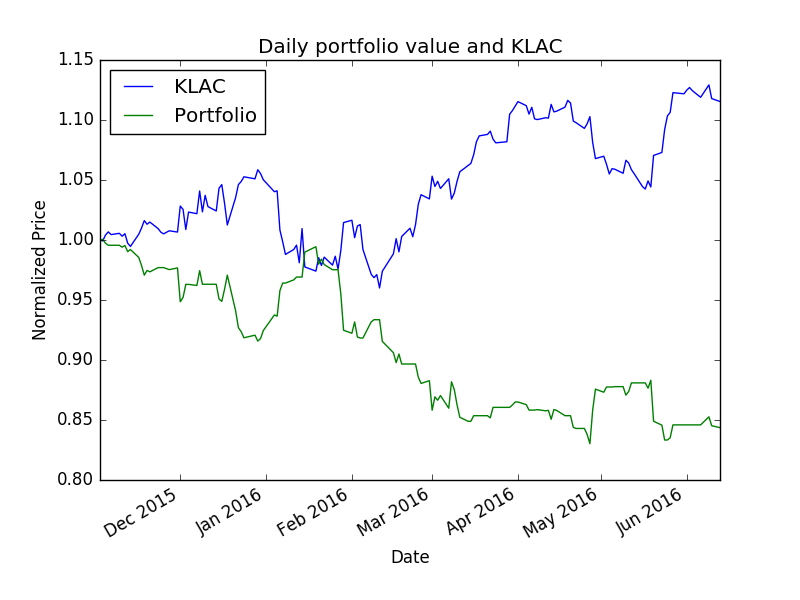 Daily portfolio value and KLAC
KLAC
Portfolio
Normalized Price
1.15
1.10
1.05
1.00
0.95
0.90
0.85
0.80
Dec 2015
Jan 2016
Feb 2016
Mar 2016
Apr 2016
May 2016
Jun 2016
Date